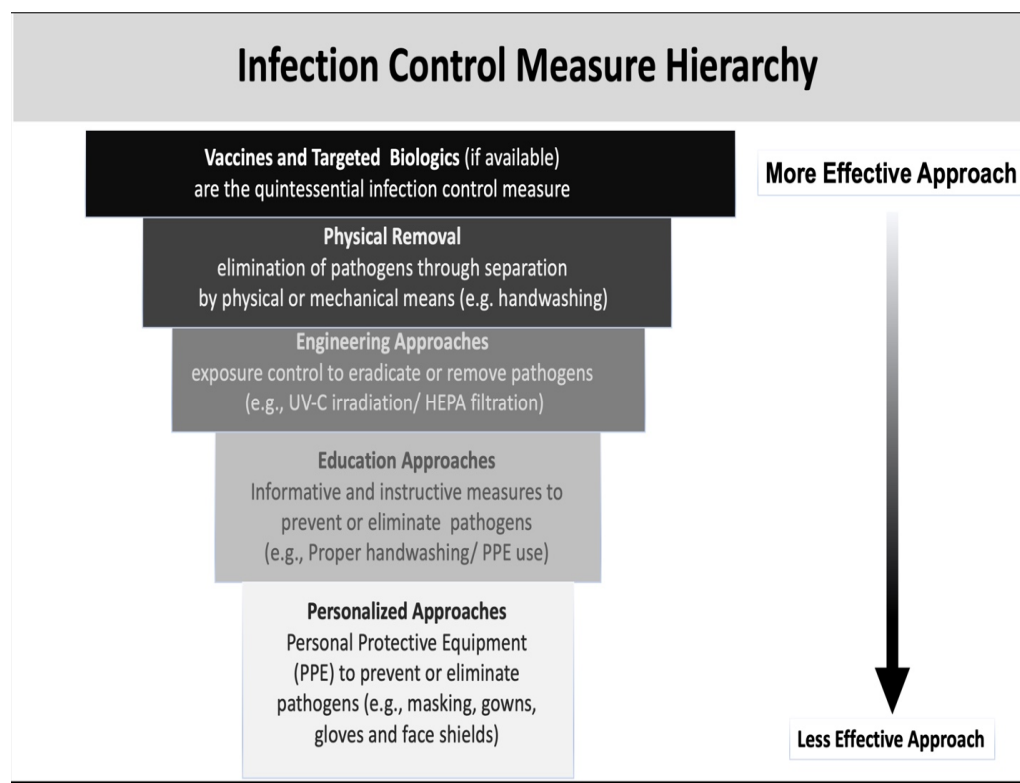 Infection Control Measure Hierarchy
Vaccines and Targeted Biologics (if available)
are the quintessential infection control measure
More Effective Approach
Physical Removal
elimination of pathogens through separation
by physical or mechanical means (e.g. handwashing)
Engineering Approaches
exposure control to eradicate or remove pathogens
(e.g., UV-C irradiation/ HEPA filtration)
Education Approaches
Informative and instructive measures to
prevent or eliminate pathogens
(e.g., Proper handwashing/ PPE use)
Personalized Approaches
Personal Protective Equipment
(PPE) to prevent or eliminate
pathogens (e.g., masking, gowns,
gloves and face shields)
Less Effective Approach